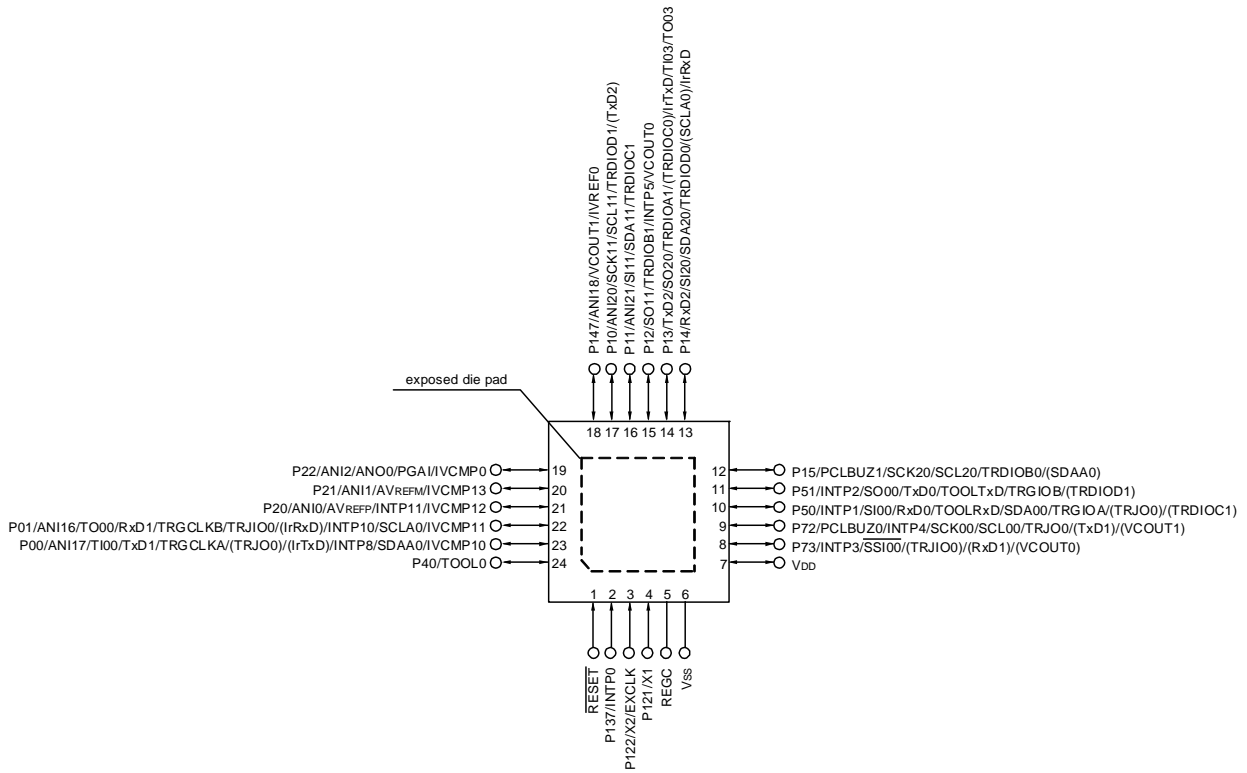 P147/ANI18/VCOUT1/IVREF0
P10/ANI20/SCK11/SCL11/TRDIOD1/(TxD2)
P11/ANI21/SI11/SDA11/TRDIOC1
P12/SO11/TRDIOB1/INTP5/VCOUT0
P13/TxD2/SO20/TRDIOA1/(TRDIOC0)/IrTxD/TI03/TO03
P14/RxD2/SI20/SDA20/TRDIOD0/(SCLA0)/IrRxD
exposed die pad
18 17 16 15 14 13
P22/ANI2/ANO0/PGAI/IVCMP0 19
P21/ANI1/AVREFM/IVCMP13 20
P20/ANI0/AVREFP/INTP11/IVCMP12 21
P01/ANI16/TO00/RxD1/TRGCLKB/TRJIO0/(IrRxD)/INTP10/SCLA0/IVCMP11 22
P00/ANI17/TI00/TxD1/TRGCLKA/(TRJO0)/(IrTxD)/INTP8/SDAA0/IVCMP10 23
P40/TOOL0 24
12 P15/PCLBUZ1/SCK20/SCL20/TRDIOB0/(SDAA0)
11 P51/INTP2/SO00/TxD0/TOOLTxD/TRGIOB/(TRDIOD1)
10 P50/INTP1/SI00/RxD0/TOOLRxD/SDA00/TRGIOA/(TRJO0)/(TRDIOC1)
9 P72/PCLBUZ0/INTP4/SCK00/SCL00/TRJO0/(TxD1)/(VCOUT1)
8 P73/INTP3/SSI00/(TRJIO0)/(RxD1)/(VCOUT0)
7 VDD
1 2 3 4 5 6
RESET
P137/INTP0
P122/X2/EXCLK
P121/X1
REGC
VSS